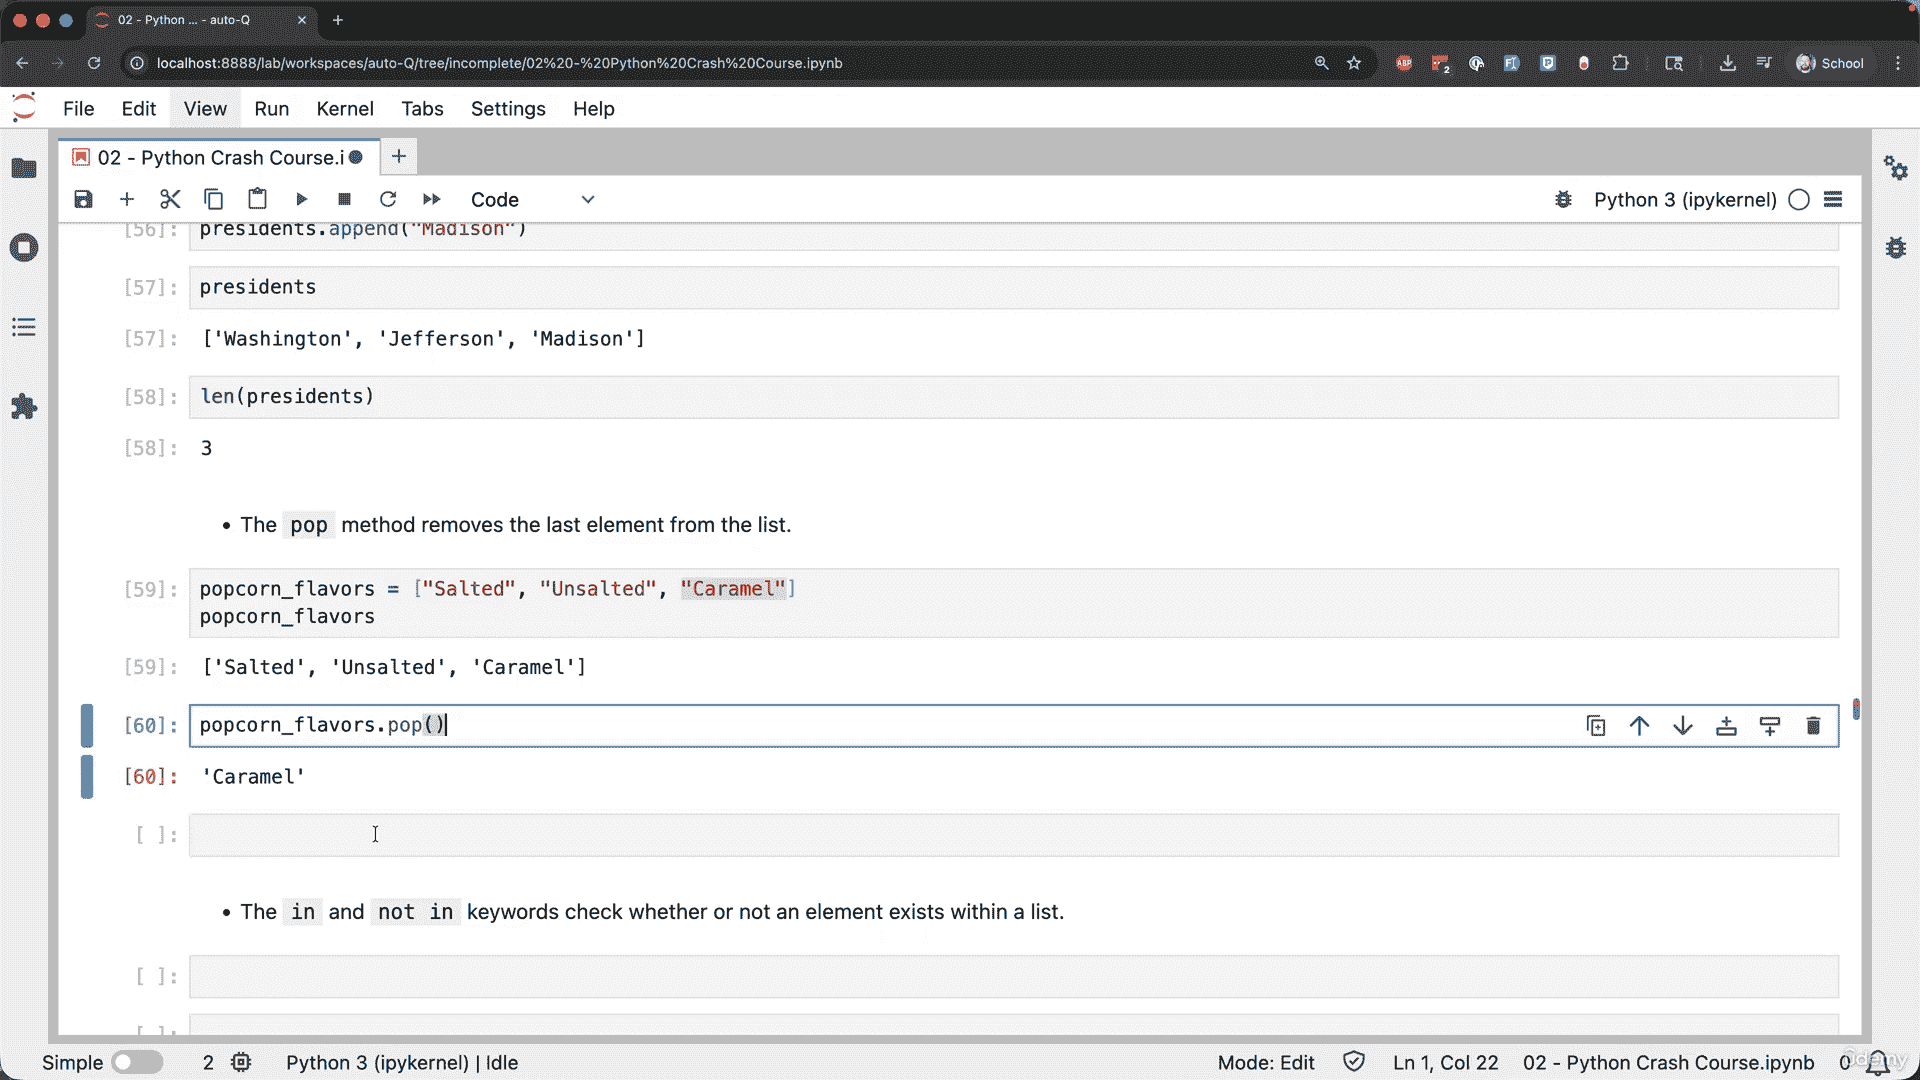 02 - Python ... - auto-Q
localhost:8888/lab/workspaces/auto-Q/tree/incomplete/02%20-%20Python%20Crash%20Course.ipynb
ABP
2
School
File Edit View Run Kernel Tabs Settings Help
02 - Python Crash Course.i
Code
Python 3 (ipykernel)
[56]: presidents.append("Madison")
[57]: presidents
[57]: ['Washington', 'Jefferson', 'Madison']
[58]: len(presidents)
[58]: 3
• The pop method removes the last element from the list.
[59]: popcorn_flavors = ["Salted", "Unsalted", "Caramel"]
popcorn_flavors
[59]: ['Salted', 'Unsalted', 'Caramel']
[60]: popcorn_flavors.pop()
[60]: 'Caramel'
[ ]:
• The in and not in keywords check whether or not an element exists within a list.
[ ]:
[ ]:
Simple 2 Python 3 (ipykernel) | Idle Mode: Edit Ln 1, Col 22 02 - Python Crash Course.ipynb 0
Udemy